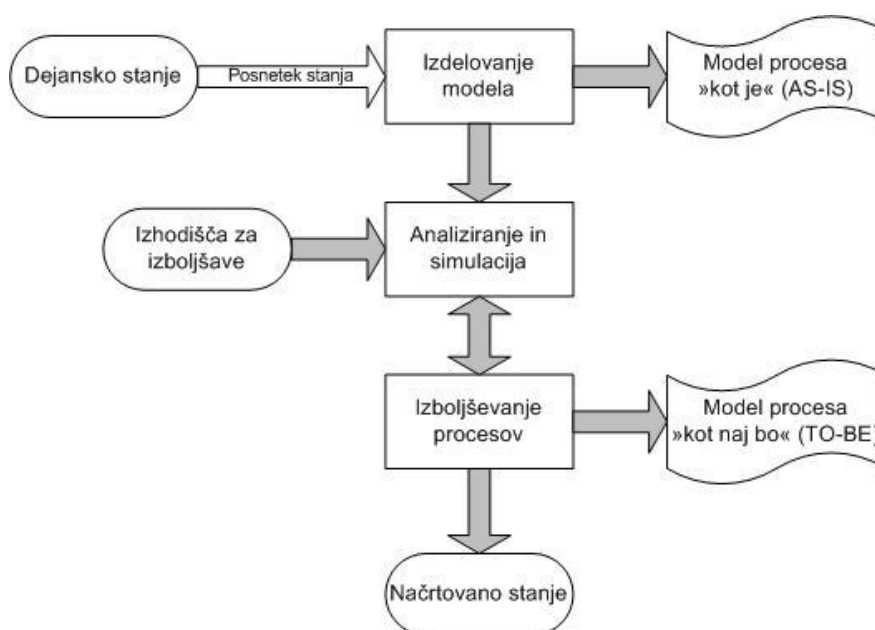 Dejansko stanje
Posnetek stanja
Izdelovanje
modela
Model procesa
»kot je« (AS-IS)
Izhodišča za
izboljšave
Analiziranje in
simulacija
Izboljševanje
procesov
Model procesa
»kot naj bo« (TO-BE)
Načrtovano stanje